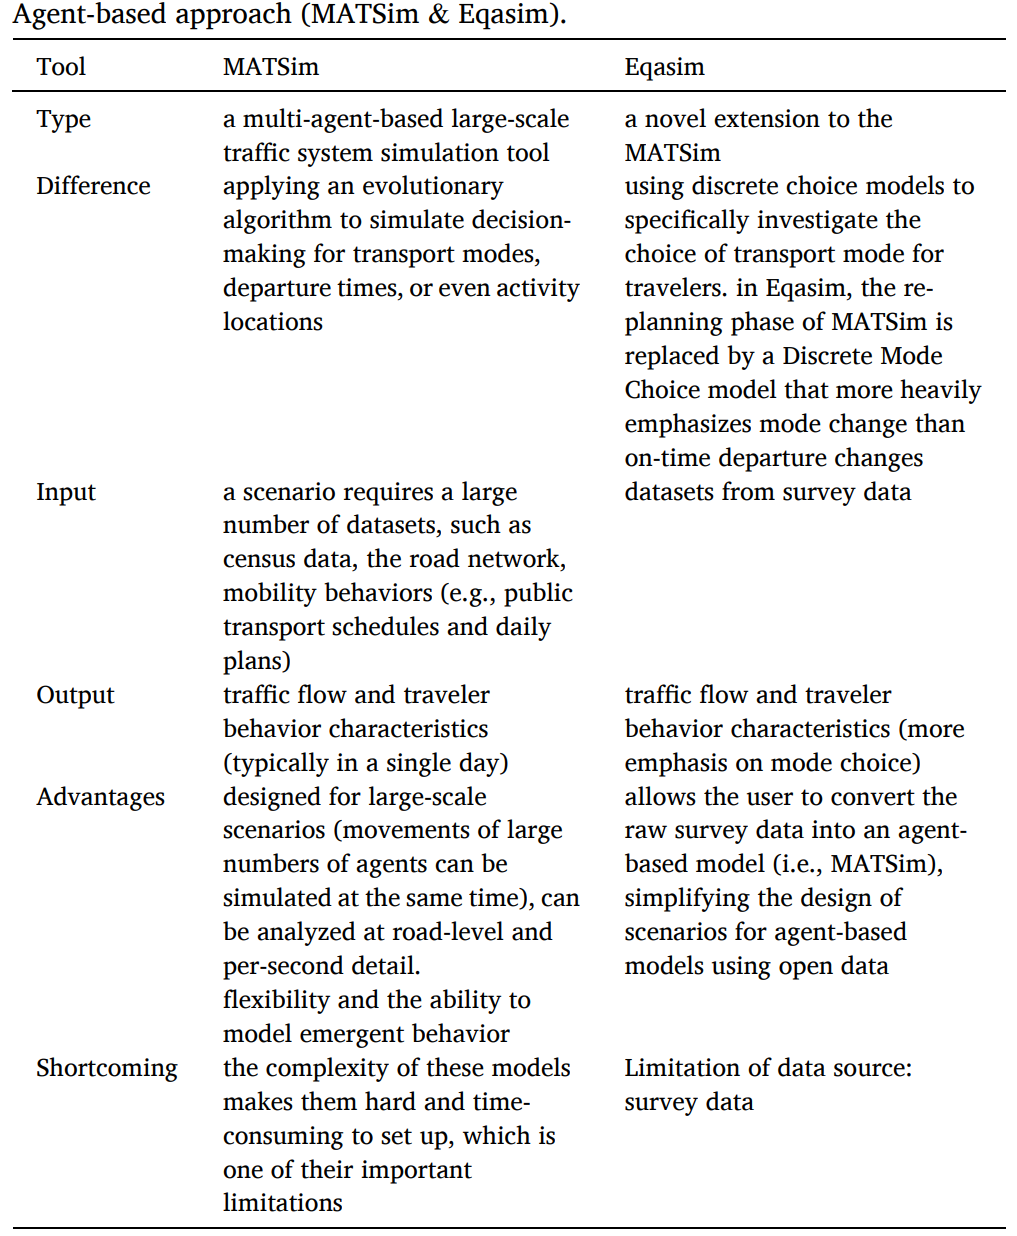 Agent-based approach (MATSim & Eqasim).
Tool MATSim Eqasim
Type a multi-agent-based large-scale a novel extension to the
traffic system simulation tool MATSim
Difference applying an evolutionary using discrete choice models to
algorithm to simulate decision- specifically investigate the
making for transport modes, choice of transport mode for
departure times, or even activity travelers. in Eqasim, the re-
locations planning phase of MATSim is
replaced by a Discrete Mode
Choice model that more heavily
emphasizes mode change than
on-time departure changes
Input a scenario requires a large datasets from survey data
number of datasets, such as
census data, the road network,
mobility behaviors (e.g., public
transport schedules and daily
plans)
Output traffic flow and traveler traffic flow and traveler
behavior characteristics behavior characteristics (more
(typically in a single day) emphasis on mode choice)
Advantages designed for large-scale allows the user to convert the
scenarios (movements of large raw survey data into an agent-
numbers of agents can be based model (i.e., MATSim),
simulated at the same time), can simplifying the design of
be analyzed at road-level and scenarios for agent-based
per-second detail. models using open data
flexibility and the ability to
model emergent behavior
Shortcoming the complexity of these models Limitation of data source:
makes them hard and time- survey data
consuming to set up, which is
one of their important
limitations